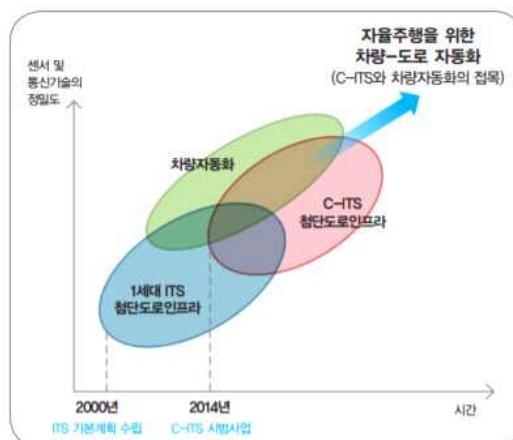 자율주행을 위한
차량-도로 자동화
(C-ITS와 차량자동화의 접목)
센서 및
통신기술의
정밀도
차량자동화
C-ITS
첨단도로인프라
1세대 ITS
첨단도로인프라
2000년
2014년
시간
ITS 기본계획 수립
C-ITS 시범사업